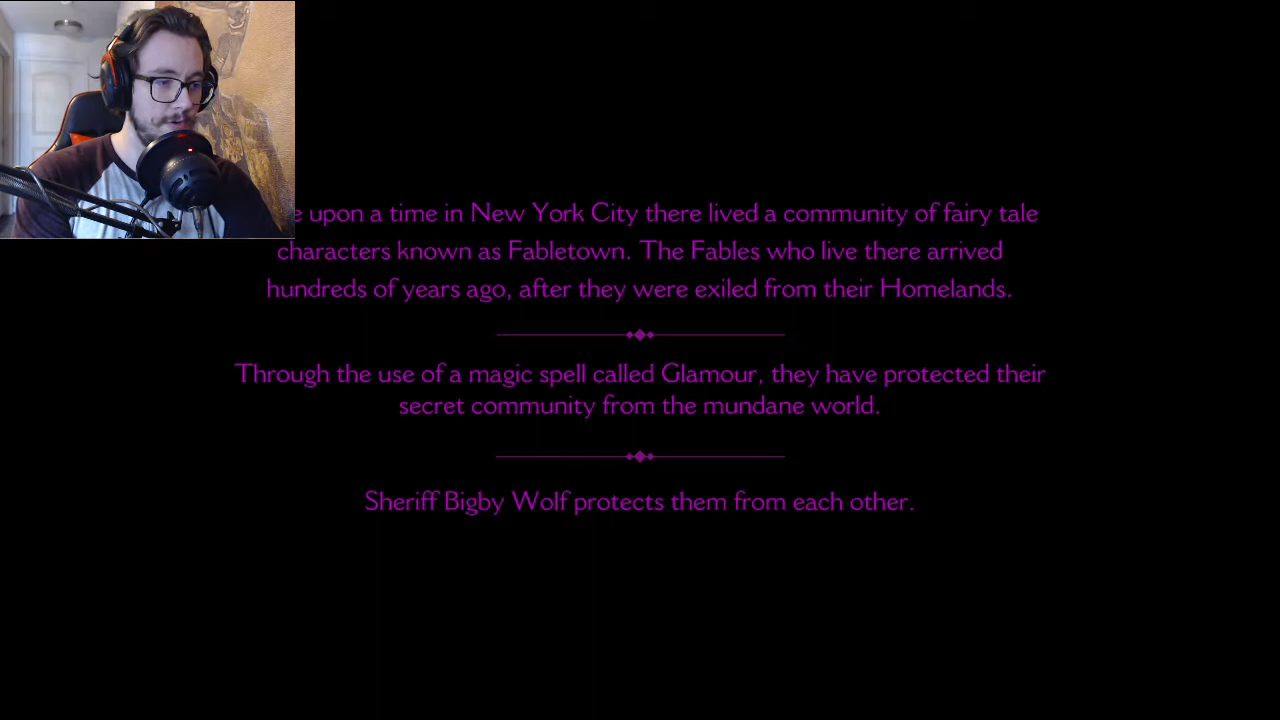 upon a time in New York City there lived a community of fairy tale
characters known as Fabletown. The Fables who live there arrived
hundreds of years ago, after they were exiled from their Homelands.
Through the use of a magic spell called Glamour, they have protected their
secret community from the mundane world.
Sheriff Bigby Wolf protects them from each other.